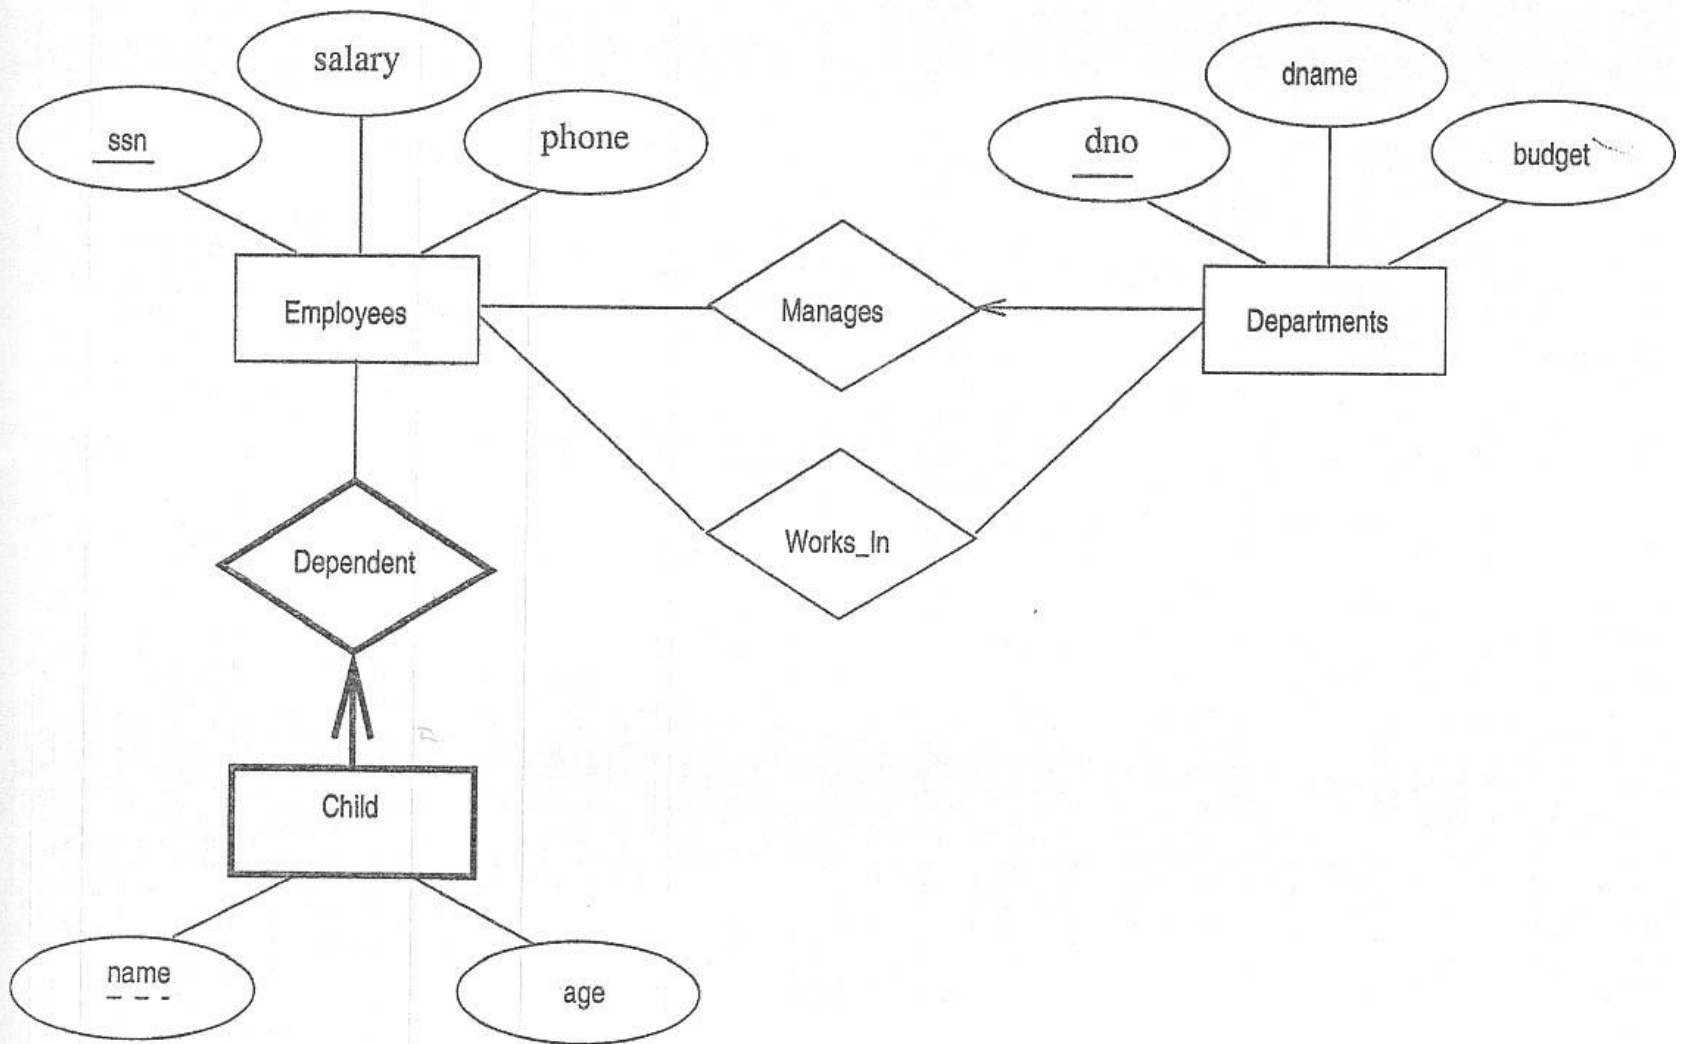 salary
ssn
phone
dname
dno
budget
Employees
Manages
Departments
Dependent
Works_In
Child
name
age